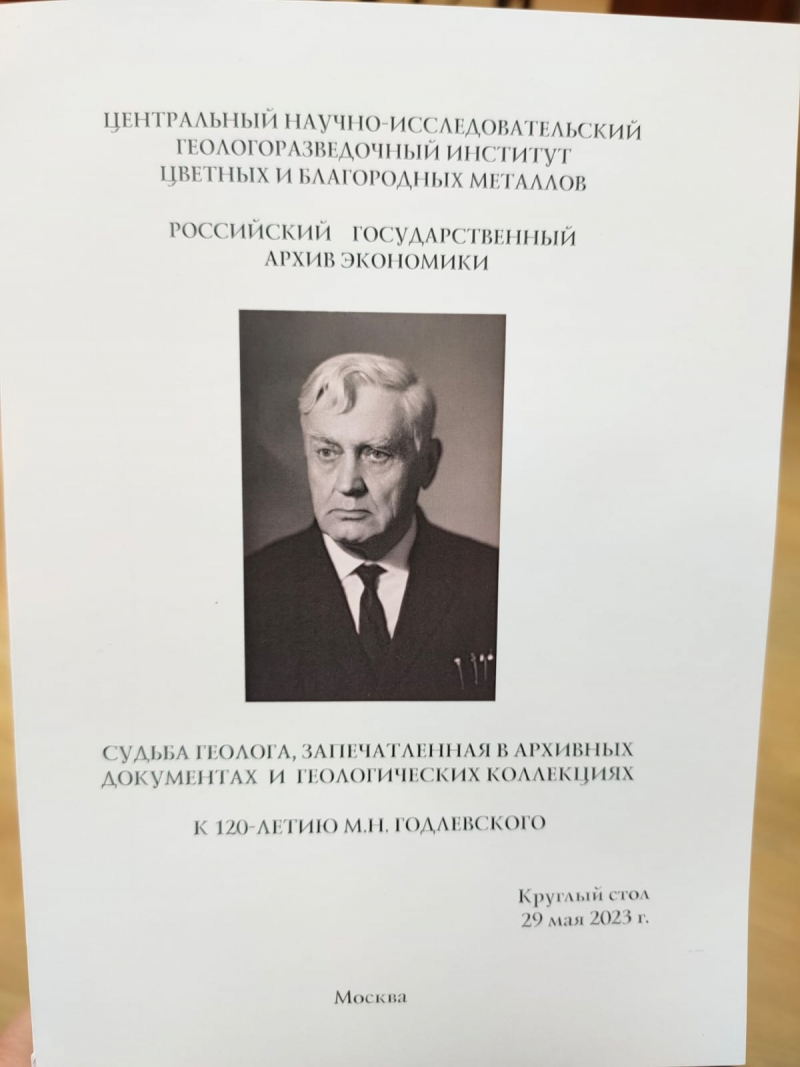 ЦЕНТРАЛЬНЫЙ НАУЧНО-ИССЛЕДОВАТЕЛЬСКИЙ
ГЕОЛОГОРАЗВЕДОЧНЫЙ ИНСТИТУТ
ЦВЕТНЫХ И БЛАГОРОДНЫХ МЕТАЛЛОВ
РОССИЙСКИЙ ГОСУДАРСТВЕННЫЙ
АРХИВ ЭКОНОМИКИ
СУДЬБА ГЕОЛОГА, ЗАПЕЧАТЛЕННАЯ В АРХИВНЫХ
ДОКУМЕНТАХ И ГЕОЛОГИЧЕСКИХ КОЛЛЕКЦИЯХ
К 120-ЛЕТИЮ М.Н. ГОДЛЕВСКОГО
Круглый стол
29 мая 2023 г.
Москва